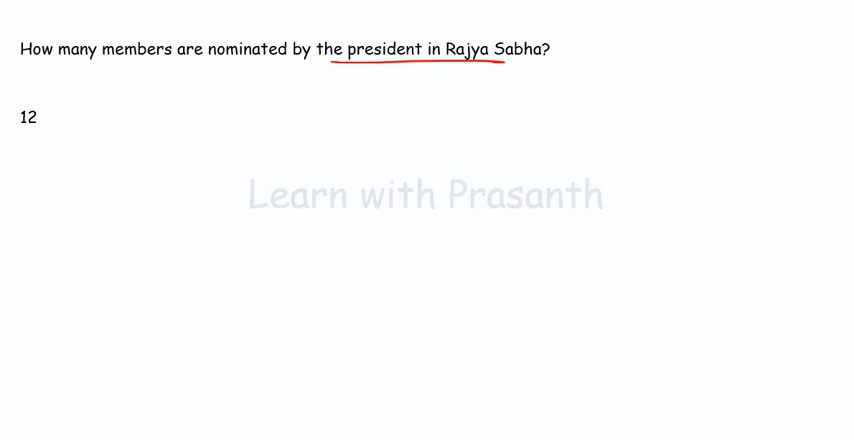 How many members are nominated by the president in Rajya Sabha?
12
Learn with Prasanth